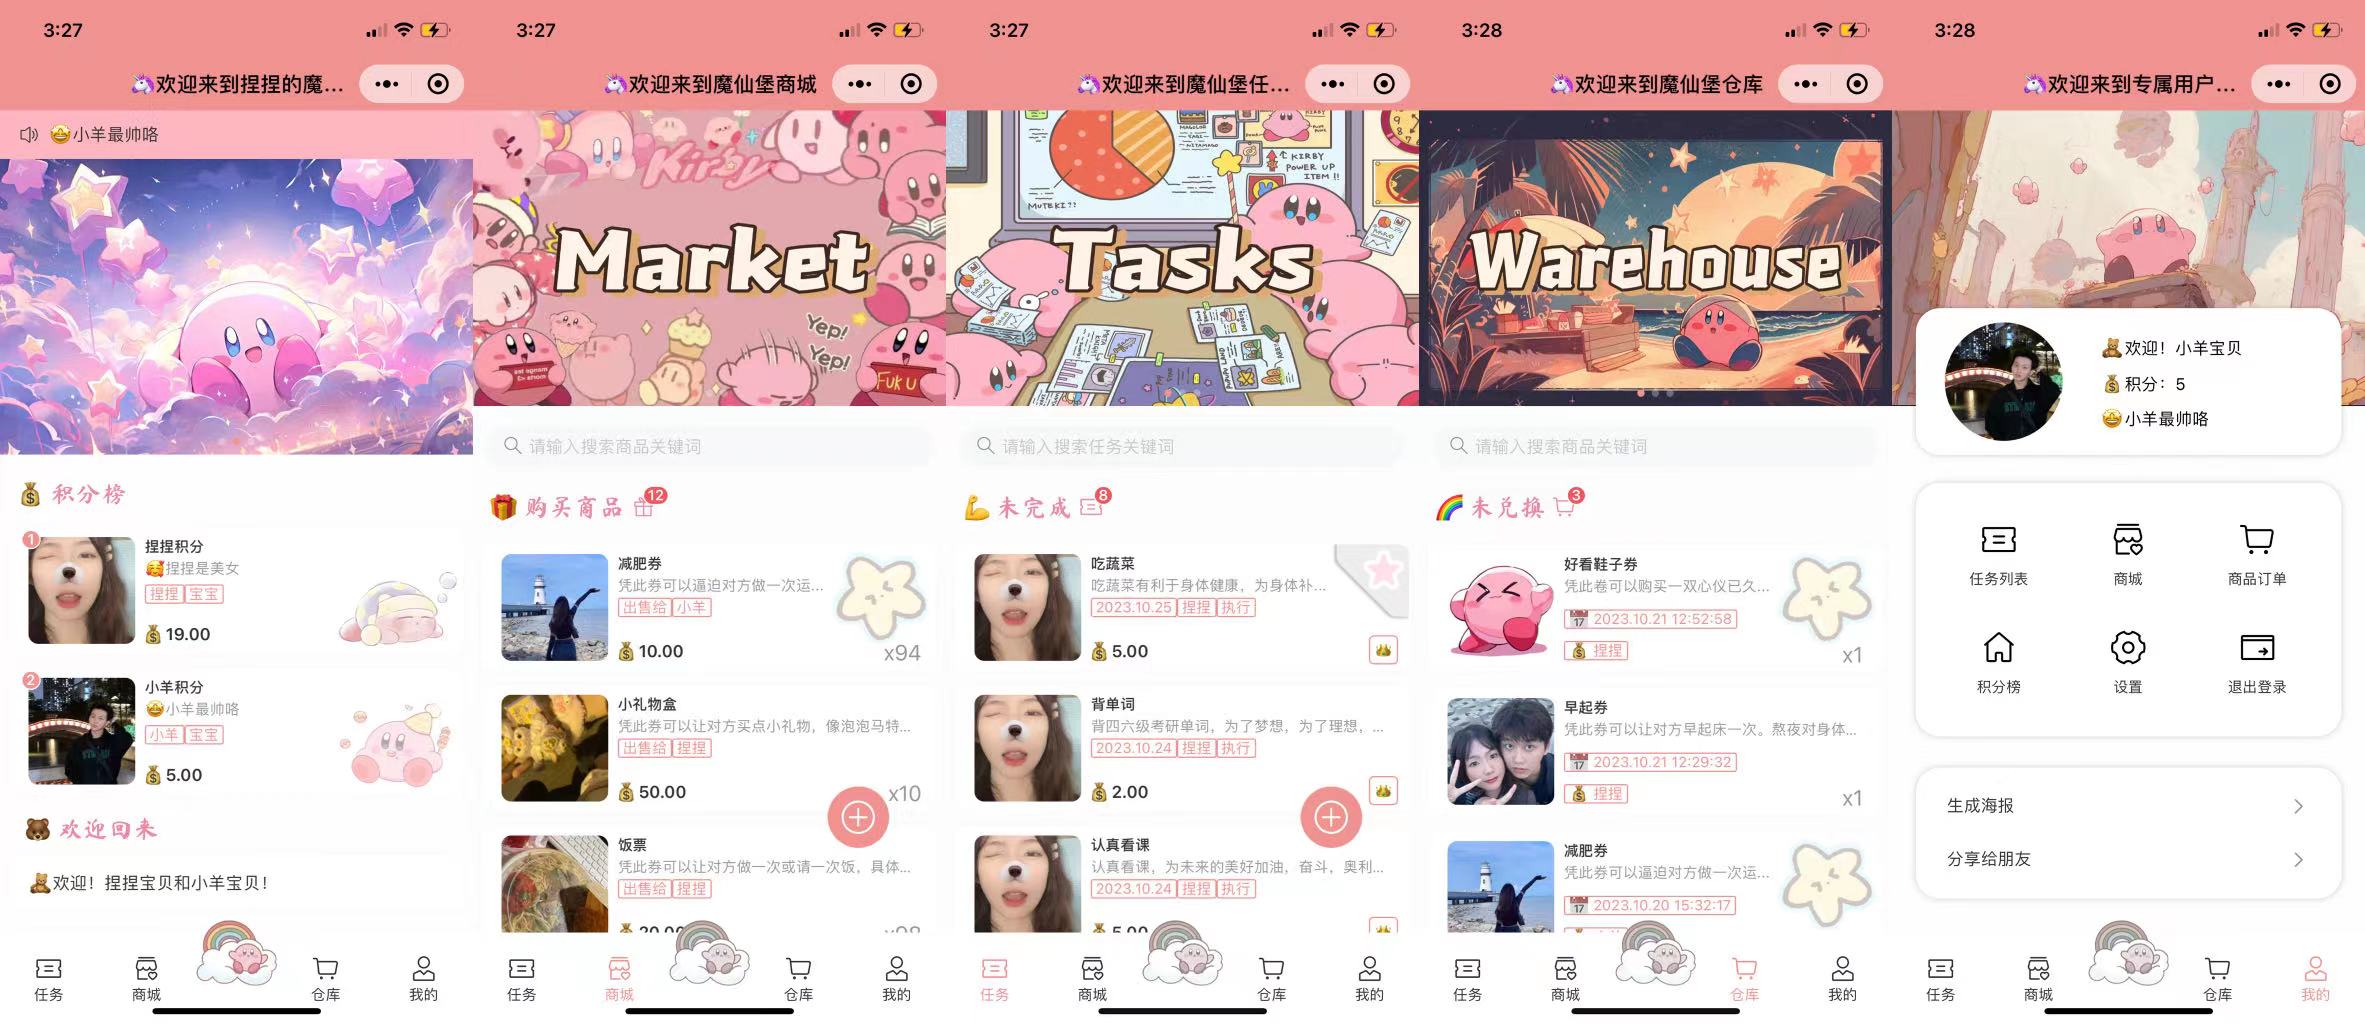 3:27
🦄欢迎来到捏捏的魔...
🤩小羊最帅咯
💰积分榜
1
捏捏积分
🥰捏捏是美女
捏捏 宝宝
💰19.00
2
小羊积分
🤩小羊最帅咯
小羊 宝宝
💰5.00
🐻欢迎回来
🧸欢迎！捏捏宝贝和小羊宝贝！
任务
商城
仓库
我的
3:27
🦄欢迎来到魔仙堡商城
Kirby
Market
Yep!
Yep!
FUK U
请输入搜索商品关键词
🎁购买商品 12
减肥券
凭此券可以逼迫对方做一次运...
出售给 小羊
💰10.00
x94
小礼物盒
凭此券可以让对方买点小礼物，像泡泡马特...
出售给 捏捏
💰50.00
x10
饭票
凭此券可以让对方做一次或请一次饭，具体...
出售给 捏捏
任务
商城
仓库
我的
3:27
🦄欢迎来到魔仙堡任...
KIRBY
POWER UP
ITEM !!
MUTEKI??
Tasks
请输入搜索任务关键词
💪未完成 8
吃蔬菜
吃蔬菜有利于身体健康，为身体补...
2023.10.25 捏捏 执行
💰5.00
背单词
背四六级考研单词，为了梦想，为了理想，...
2023.10.24 捏捏 执行
💰2.00
认真看课
认真看课，为未来的美好加油，奋斗，奥利...
2023.10.24 捏捏 执行
💰5.00
任务
商城
仓库
我的
3:28
🦄欢迎来到魔仙堡仓库
Warehouse
请输入搜索商品关键词
🌈未兑换 3
好看鞋子券
凭此卷可以购买一双心仪已久...
17 2023.10.21 12:52:58
💰捏捏
x1
早起券
凭此券可以让对方早起床一次。熬夜对身体...
17 2023.10.21 12:29:32
💰捏捏
x1
减肥券
凭此券可以逼迫对方做一次运...
17 2023.10.20 15:32:17
任务
商城
仓库
我的
3:28
🦄欢迎来到专属用户...
🧸欢迎！小羊宝贝
💰积分：5
🤩小羊最帅咯
任务列表
商城
商品订单
积分榜
设置
退出登录
生成海报
分享给朋友
任务
商城
仓库
我的